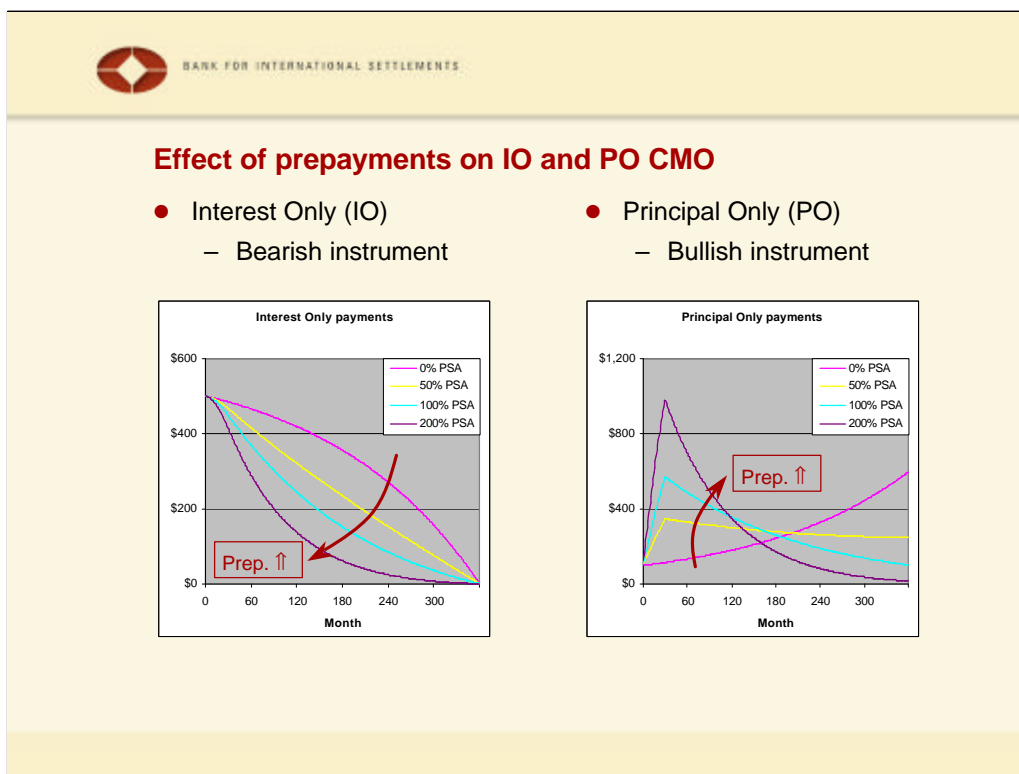 BANK FOR INTERNATIONAL SETTLEMENTS
Effect of prepayments on IO and PO CMO
● Interest Only (IO)
– Bearish instrument
● Principal Only (PO)
– Bullish instrument
Interest Only payments
$600
$400
$200
$0
0% PSA
50% PSA
100% PSA
200% PSA
Prep. ⇑
0 60 120 180 240 300
Month
Principal Only payments
$1,200
$800
$400
$0
0% PSA
50% PSA
100% PSA
200% PSA
Prep. ⇑
0 60 120 180 240 300
Month